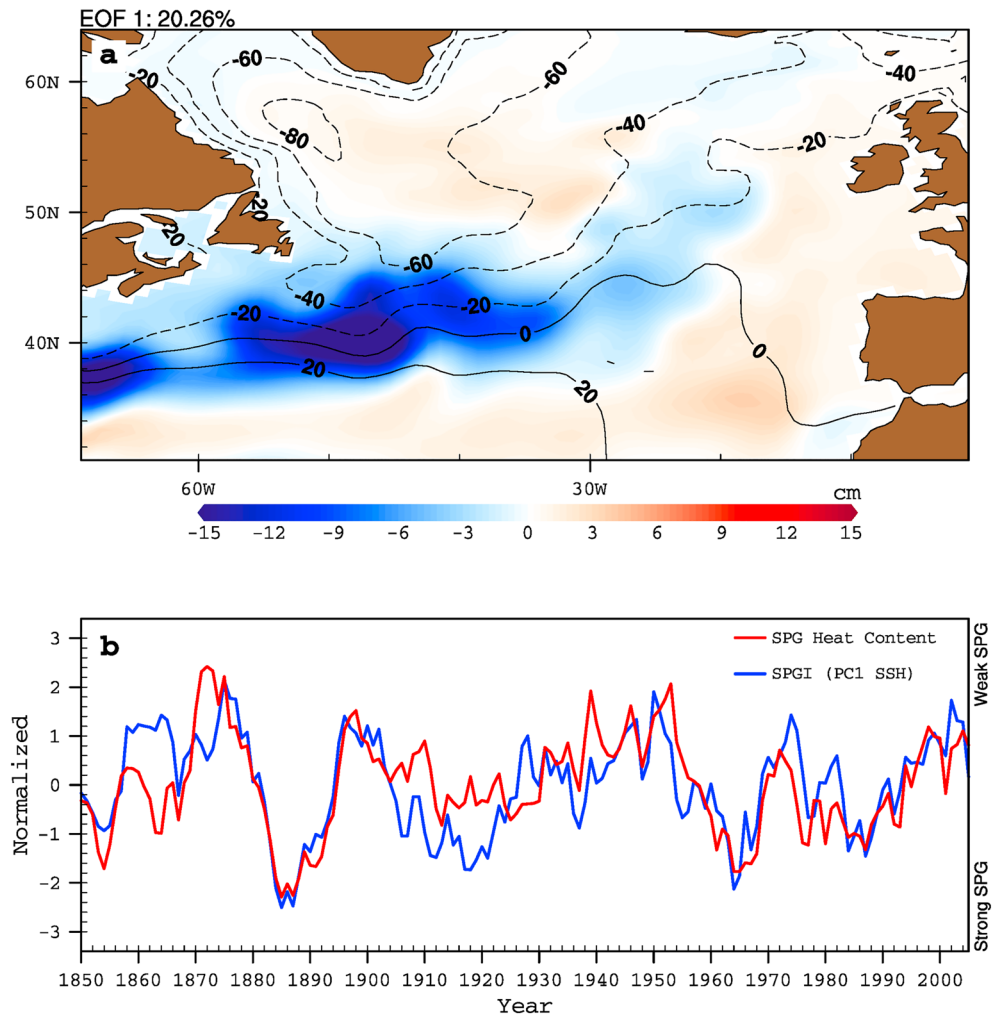 EOF 1: 20.26%
a
-20
-60
-60
-40
60N
-80
-40
-20
50N
-20
-20
-60
-40
-20
-20
0
0
40N
20
20
60W
30W
cm
-15
-12
-9
-6
-3
0
3
6
9
12
15
b
SPG Heat Content
SPGI (PC1 SSH)
Weak SPG
Strong SPG
Normalized
3
2
1
0
-1
-2
-3
1850 1860 1870 1880 1890 1900 1910 1920 1930 1940 1950 1960 1970 1980 1990 2000
Year